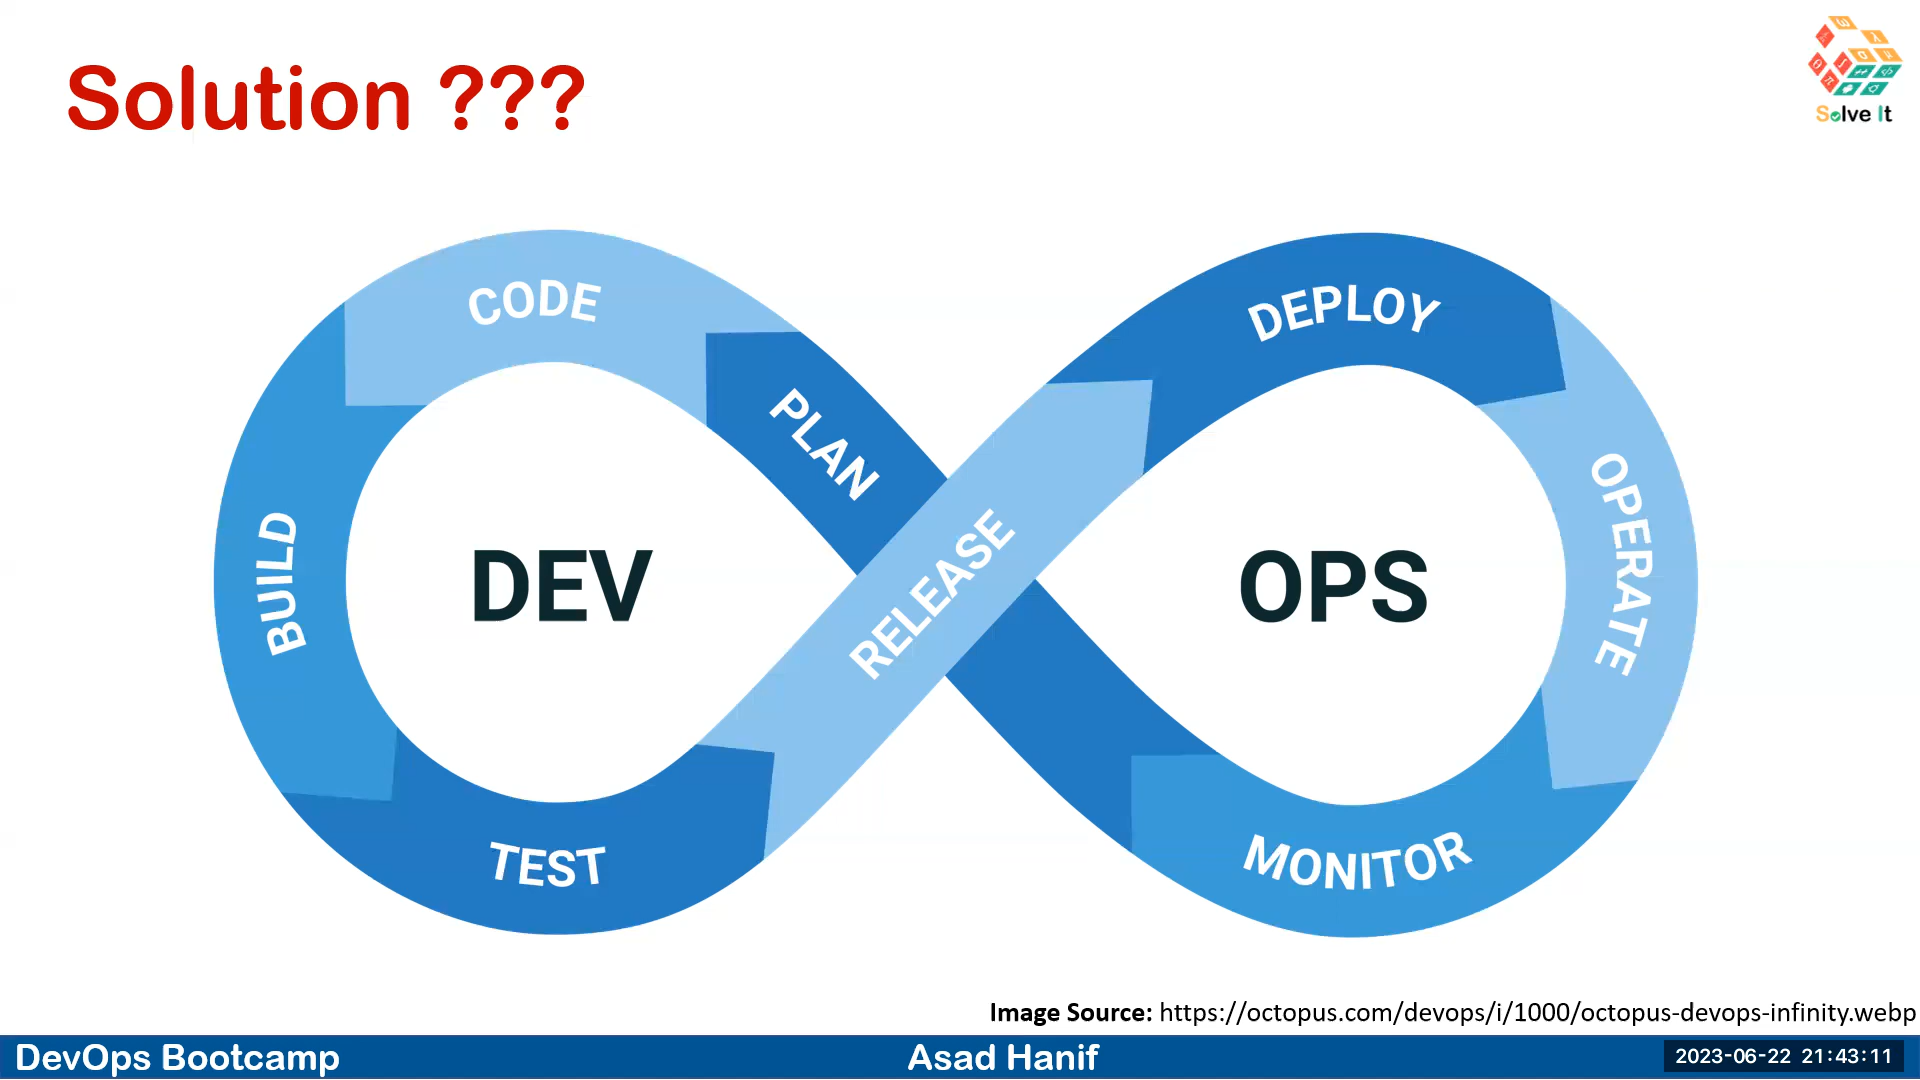 Solution ???
Solve It
CODE
DEPLOY
PLAN
OPERATE
BUILD
DEV
RELEASE
OPS
TEST
MONITOR
Image Source: https://octopus.com/devops/i/1000/octopus-devops-infinity.webp
DevOps Bootcamp
Asad Hanif
2023-06-22 21:43:11